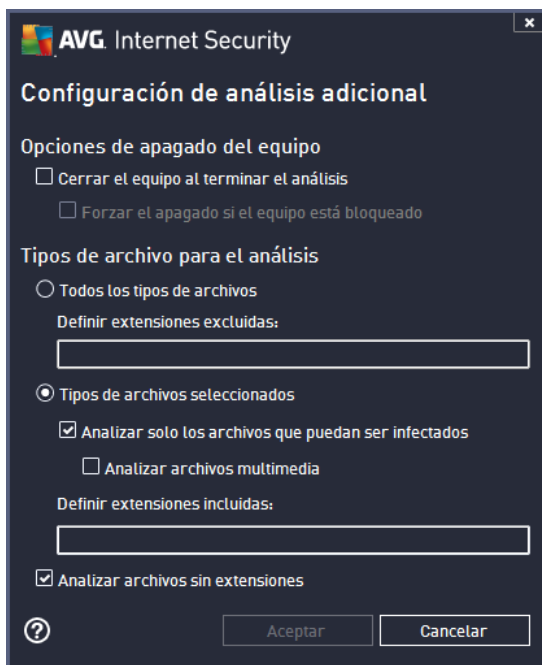 AVG. Internet Security
Configuración de análisis adicional
Opciones de apagado del equipo
Cerrar el equipo al terminar el análisis
Forzar el apagado si el equipo está bloqueado
Tipos de archivo para el análisis
Todos los tipos de archivos
Definir extensiones excluidas:
Tipos de archivos seleccionados
Analizar solo los archivos que puedan ser infectados
Analizar archivos multimedia
Definir extensiones incluidas:
Analizar archivos sin extensiones
Aceptar
Cancelar